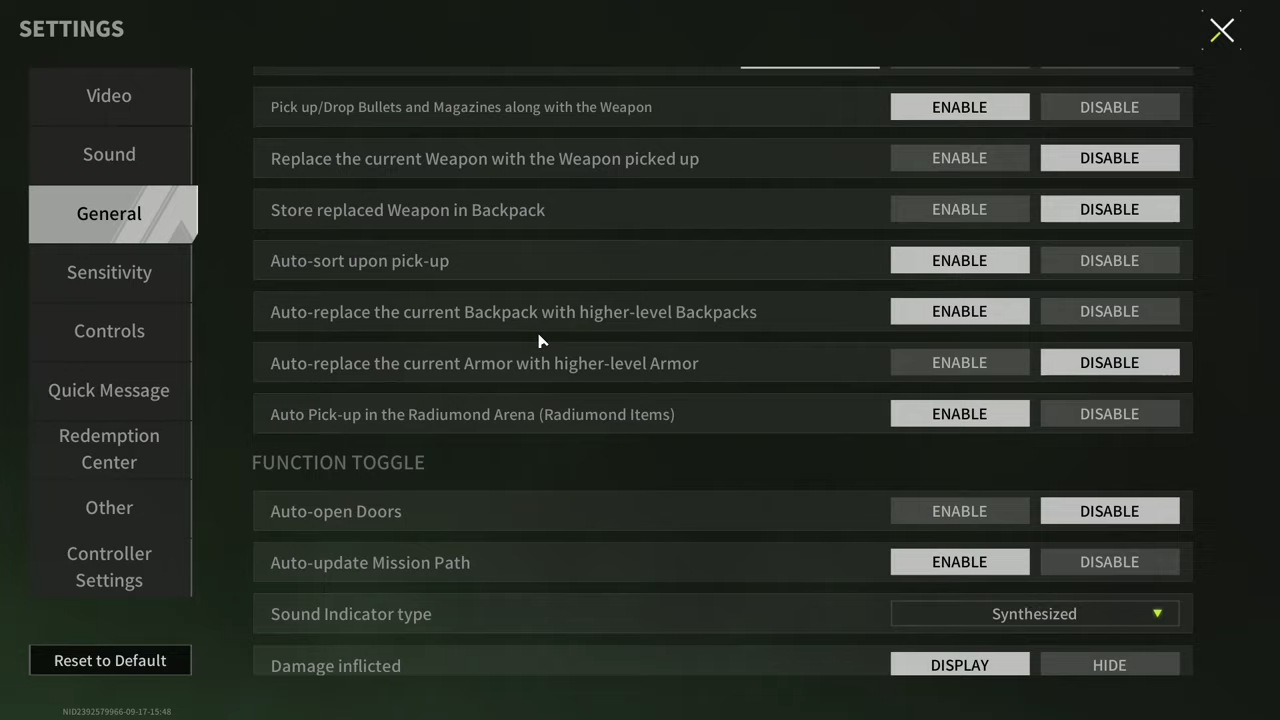 SETTINGS
Video
Sound
General
Sensitivity
Controls
Quick Message
Redemption
Center
Other
Controller
Settings
Reset to Default
NID2392579966-09-17-15:48
Pick up/Drop Bullets and Magazines along with the Weapon ENABLE DISABLE
Replace the current Weapon with the Weapon picked up ENABLE DISABLE
Store replaced Weapon in Backpack ENABLE DISABLE
Auto-sort upon pick-up ENABLE DISABLE
Auto-replace the current Backpack with higher-level Backpacks ENABLE DISABLE
Auto-replace the current Armor with higher-level Armor ENABLE DISABLE
Auto Pick-up in the Radiumond Arena (Radiumond Items) ENABLE DISABLE
FUNCTION TOGGLE
Auto-open Doors ENABLE DISABLE
Auto-update Mission Path ENABLE DISABLE
Sound Indicator type Synthesized
Damage inflicted DISPLAY HIDE